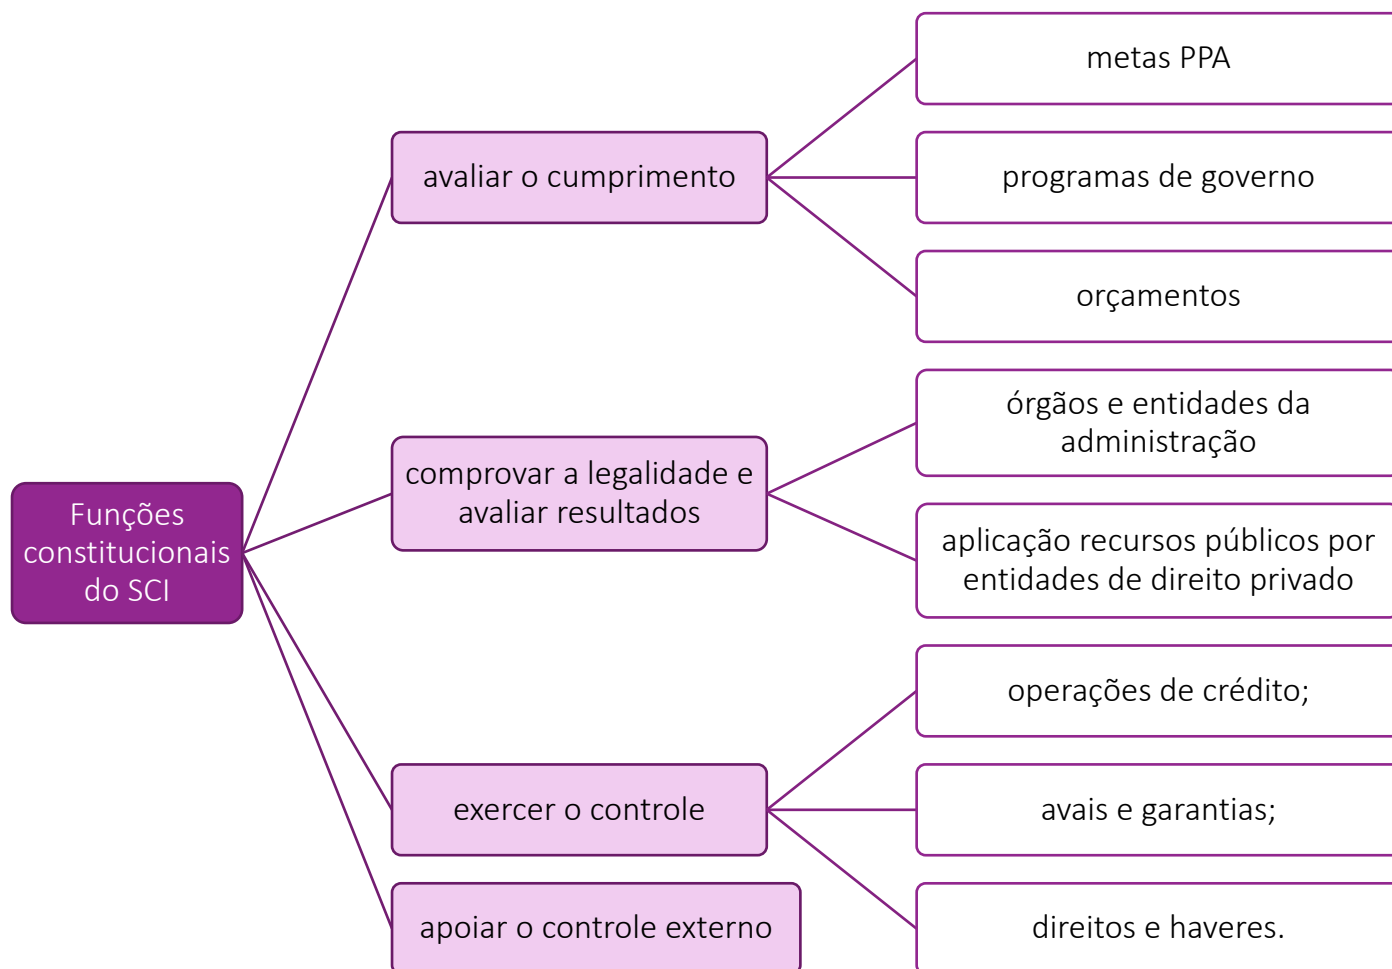 Funções
constitucionais
do SCI
avaliar o cumprimento
metas PPA
programas de governo
orçamentos
comprovar a legalidade e
avaliar resultados
órgãos e entidades da
administração
aplicação recursos públicos por
entidades de direito privado
exercer o controle
operações de crédito;
avais e garantias;
direitos e haveres.
apoiar o controle externo